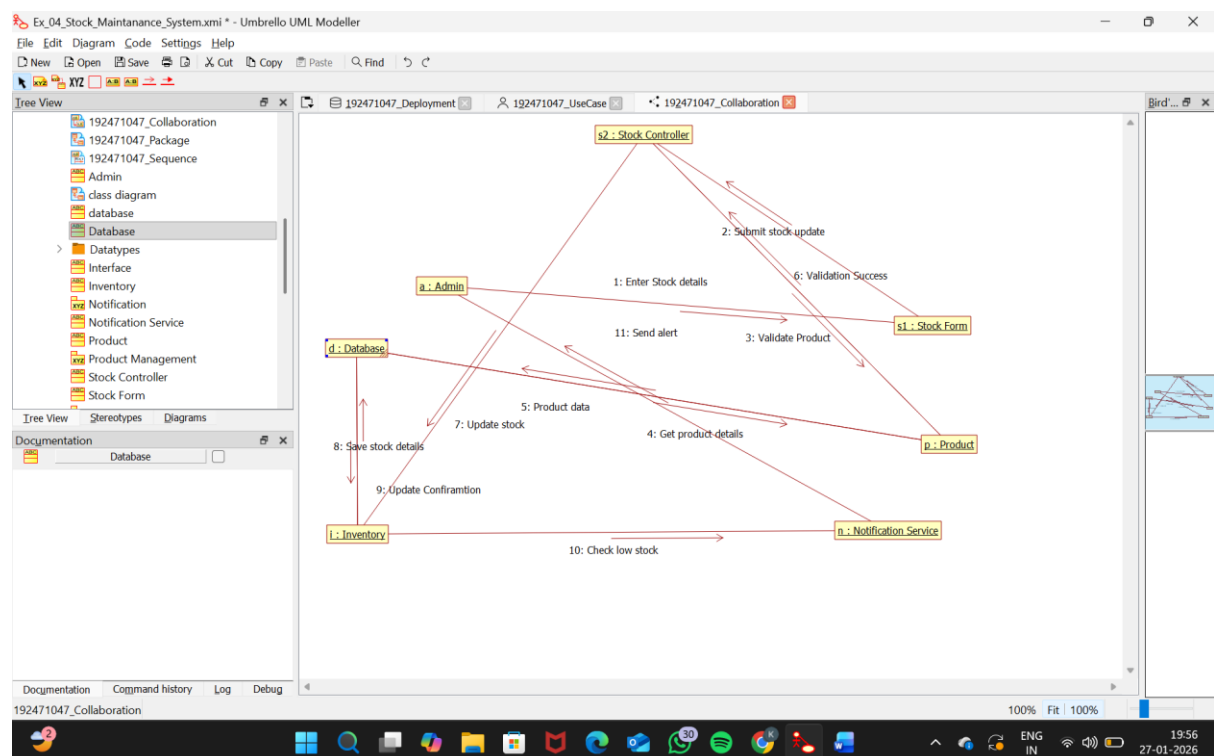 Ex_04_Stock_Maintanance_System.xmi * - Umbrello UML Modeller
File Edit Diagram Code Settings Help
New Open Save Cut Copy Paste Find
XYZ XYZ A:B A:B
Tree View
192471047_Deployment 192471047_UseCase 192471047_Collaboration
Bird'...
192471047_Collaboration
192471047_Package
192471047_Sequence
Admin
class diagram
database
Database
Datatypes
Interface
Inventory
Notification
Notification Service
Product
Product Management
Stock Controller
Stock Form
Tree View Stereotypes Diagrams
Documentation
Database
Documentation Command history Log Debug
s2 : Stock Controller
2: Submit stock update
6: Validation Success
1: Enter Stock details
a : Admin
s1 : Stock Form
11: Send alert
3: Validate Product
d : Database
5: Product data
7: Update stock
4: Get product details
p : Product
8: Save stock details
9: Update Confiramtion
i : Inventory
n : Notification Service
10: Check low stock
192471047_Collaboration
100% Fit 100%
2
30
K
ENG
IN
19:56
27-01-2026